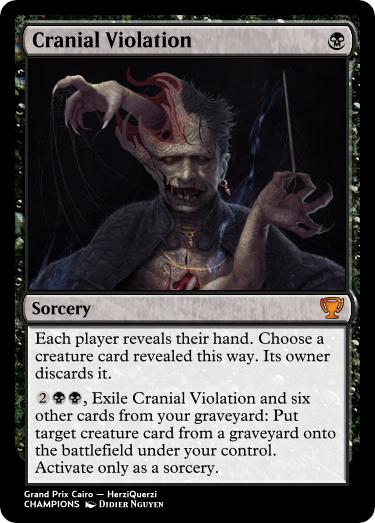 Cranial Violation
Sorcery
Each player reveals their hand. Choose a
creature card revealed this way. Its owner
discards it.
2, Exile Cranial Violation and six
other cards from your graveyard: Put
target creature card from a graveyard onto
the battlefield under your control.
Activate only as a sorcery.
Grand Prix Cairo — HerziQuerzi
CHAMPIONS Didier Nguyen